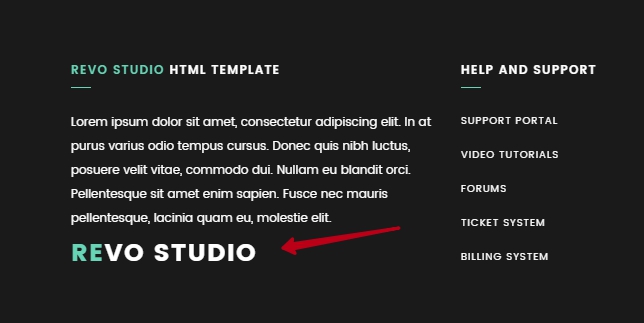 REVO STUDIO HTML TEMPLATE
Lorem ipsum dolor sit amet, consectetur adipiscing elit. In at
purus varius odio tempus cursus. Donec quis nibh luctus,
posuere velit vitae, commodo dui. Nullam eu blandit orci.
Pellentesque sit amet enim sapien. Fusce nec mauris
pellentesque, lacinia quam eu, molestie elit.
REVO STUDIO
HELP AND SUPPORT
SUPPORT PORTAL
VIDEO TUTORIALS
FORUMS
TICKET SYSTEM
BILLING SYSTEM